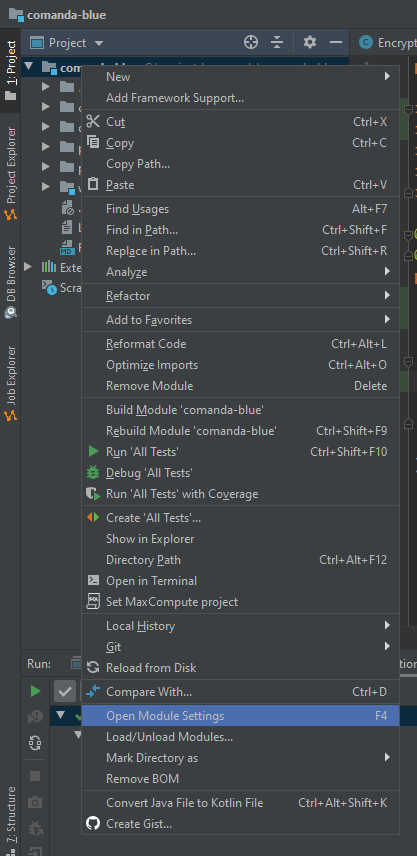 comanda-blue
Project
Encrypt
1: Project
New
Add Framework Support...
Cut Ctrl+X
Copy Ctrl+C
Copy Path...
Paste Ctrl+V
Find Usages Alt+F7
Find in Path... Ctrl+Shift+F
Replace in Path... Ctrl+Shift+R
Analyze
Refactor
Add to Favorites
Reformat Code Ctrl+Alt+L
Optimize Imports Ctrl+Alt+O
Remove Module Delete
Build Module 'comanda-blue'
Rebuild Module 'comanda-blue' Ctrl+Shift+F9
Run 'All Tests' Ctrl+Shift+F10
Debug 'All Tests'
Run 'All Tests' with Coverage
Create 'All Tests'...
Show in Explorer
Directory Path Ctrl+Alt+F12
Open in Terminal
Set MaxCompute project
Local History
Git
Reload from Disk
Compare With... Ctrl+D
Open Module Settings F4
Load/Unload Modules...
Mark Directory as
Remove BOM
Convert Java File to Kotlin File Ctrl+Alt+Shift+K
Create Gist...
Project Explorer
DB Browser
Job Explorer
Exte
Scra
Run:
7: Structure